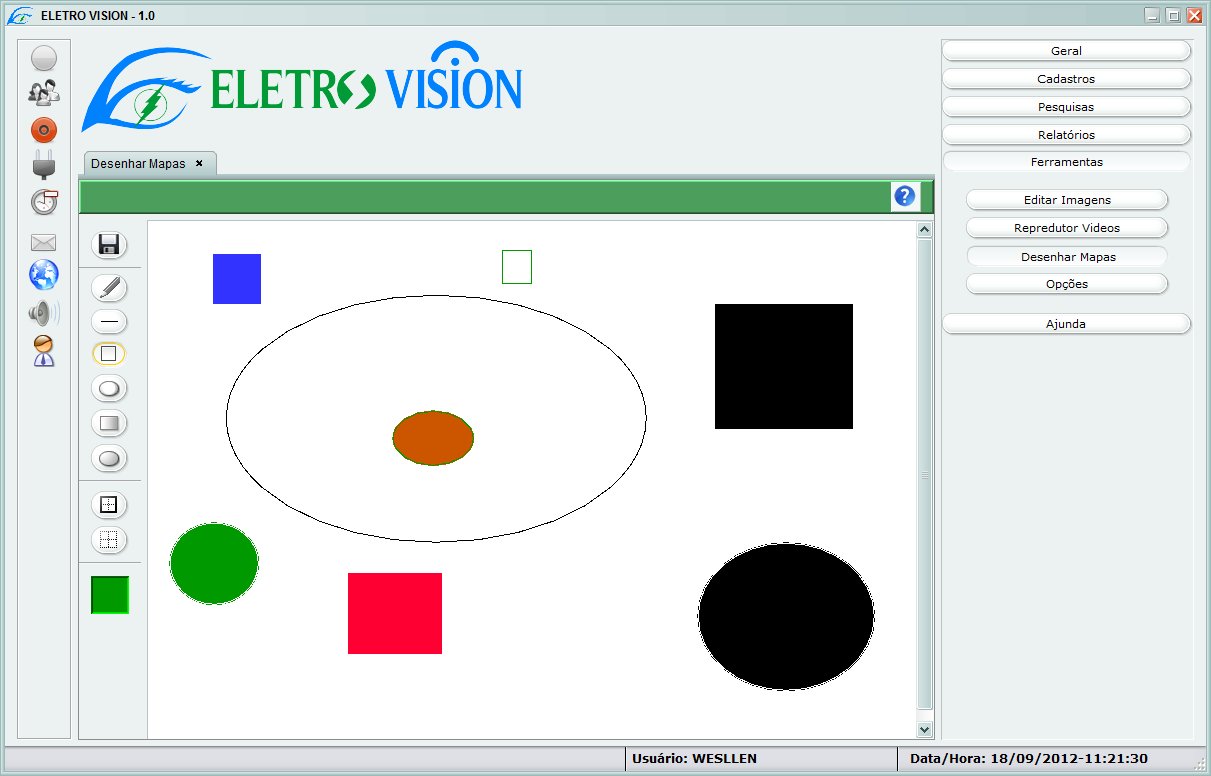 ELETRO VISION - 1.0
ELETRO VISION
Desenhar Mapas
?
Geral
Cadastros
Pesquisas
Relatórios
Ferramentas
Editar Imagens
Repredutor Videos
Desenhar Mapas
Opções
Ajuda
Usuário: WESLLEN
Data/Hora: 18/09/2012-11:21:30